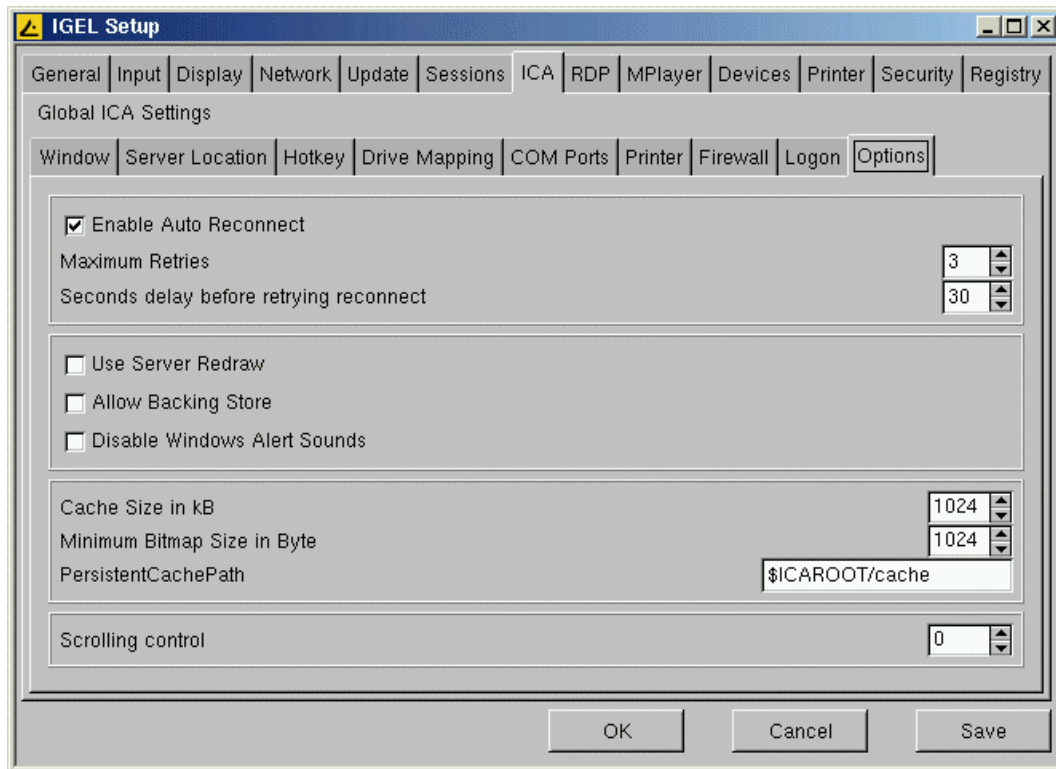 IGEL Setup
General Input Display Network Update Sessions ICA RDP MPlayer Devices Printer Security Registry
Global ICA Settings
Window Server Location Hotkey Drive Mapping COM Ports Printer Firewall Logon Options
Enable Auto Reconnect
Maximum Retries 3
Seconds delay before retrying reconnect 30
Use Server Redraw
Allow Backing Store
Disable Windows Alert Sounds
Cache Size in kB 1024
Minimum Bitmap Size in Byte 1024
PersistentCachePath $ICAROOT/cache
Scrolling control 0
OK Cancel Save